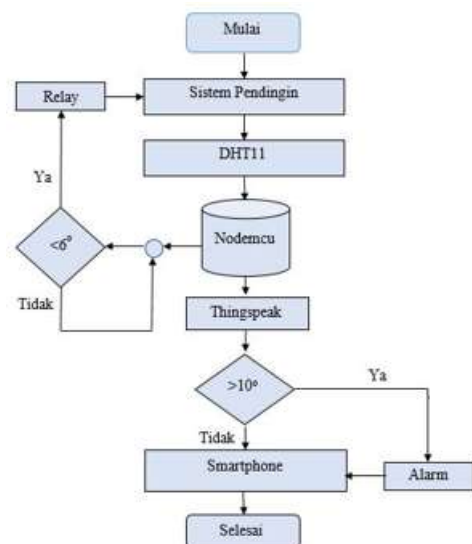 Mulai
Relay
Sistem Pendingin
DHT11
Ya
<6°
Nodemcu
Tidak
Thingspeak
>10°
Ya
Tidak
Smartphone
Alarm
Selesai